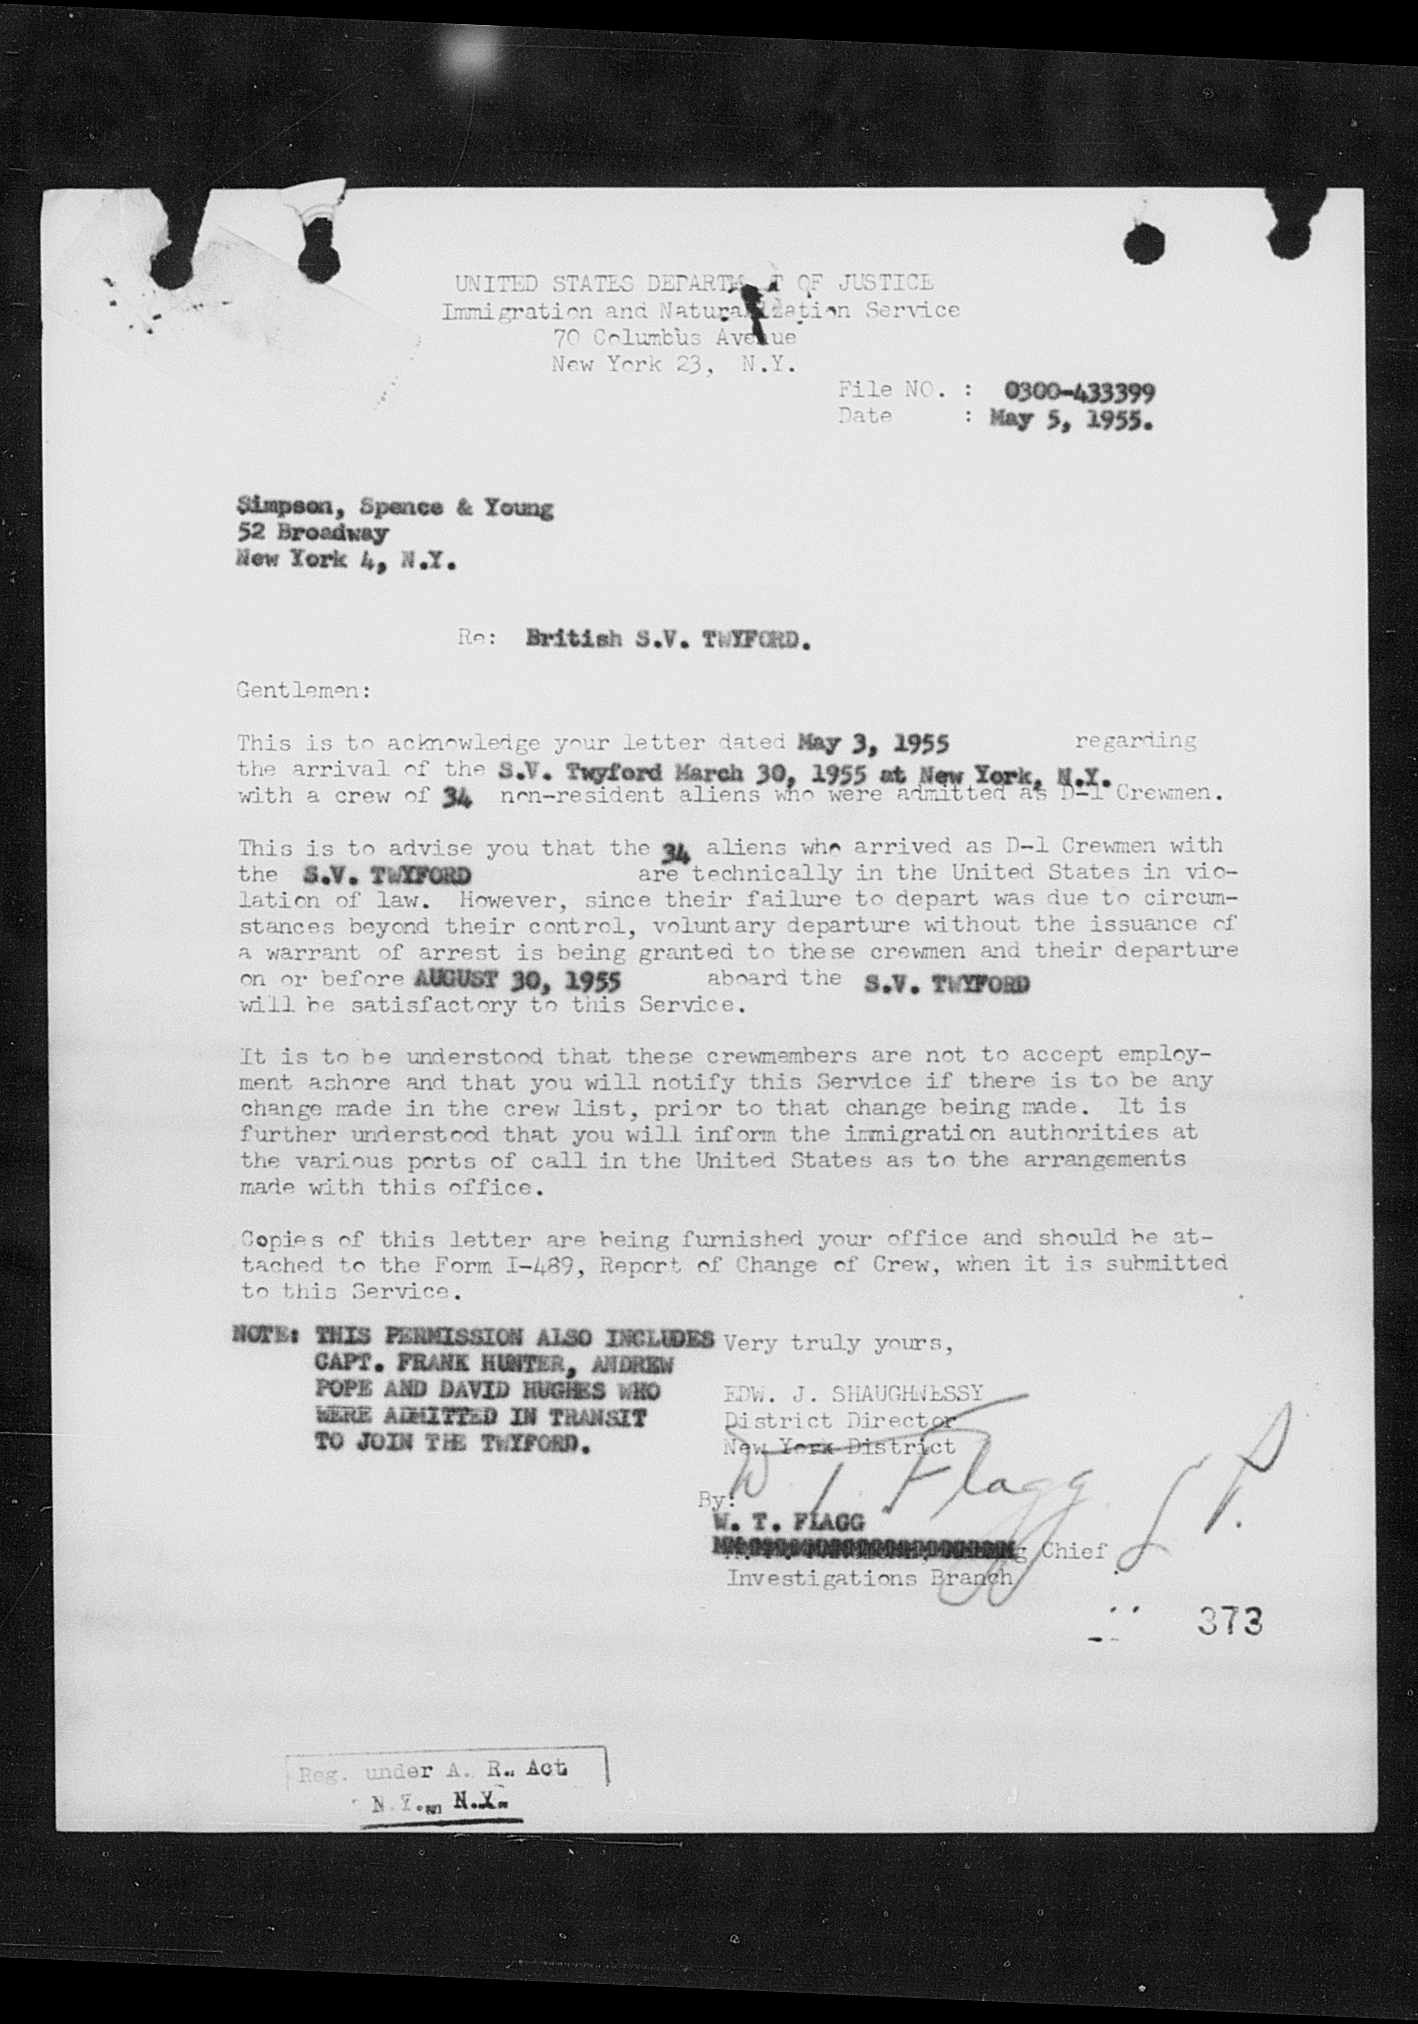 UNITED STATES DEPARTM T OF JUSTICE
Immigration and Naturalization Service
70 Columbus Avenue
New York 23, N.Y.
File NO. : 0300-433399
Date : May 5, 1955.
Simpson, Spence & Young
52 Broadway
New York 4, N.Y.
Re: British S.V. TWYFORD.
Gentlemen:
This is to acknowledge your letter dated May 3, 1955 regarding
the arrival of the S.V. Twyford March 30, 1955 at New York, N.Y.
with a crew of 34 non-resident aliens who were admitted as D-1 Crewmen.
This is to advise you that the 34 aliens who arrived as D-1 Crewmen with
the S.V. TWYFORD are technically in the United States in vio-
lation of law. However, since their failure to depart was due to circum-
stances beyond their control, voluntary departure without the issuance of
a warrant of arrest is being granted to these crewmen and their departure
on or before AUGUST 30, 1955 aboard the S.V. TWYFORD
will be satisfactory to this Service.
It is to be understood that these crewmembers are not to accept employ-
ment ashore and that you will notify this Service if there is to be any
change made in the crew list, prior to that change being made. It is
further understood that you will inform the immigration authorities at
the various ports of call in the United States as to the arrangements
made with this office.
Copies of this letter are being furnished your office and should be at-
tached to the Form I-489, Report of Change of Crew, when it is submitted
to this Service.
NOTE: THIS PERMISSION ALSO INCLUDES
CAPT. FRANK HUNTER, ANDREW
POPE AND DAVID HUGHES WHO
WERE ADMITTED IN TRANSIT
TO JOIN THE TWYFORD.
Very truly yours,
EDW. J. SHAUGHNESSY
District Director
New York District
W. T. Flagg
By:
W. T. FLAGG
Chief
Investigations Branch
373
Reg. under A. R. Act
N.Y., N.Y.